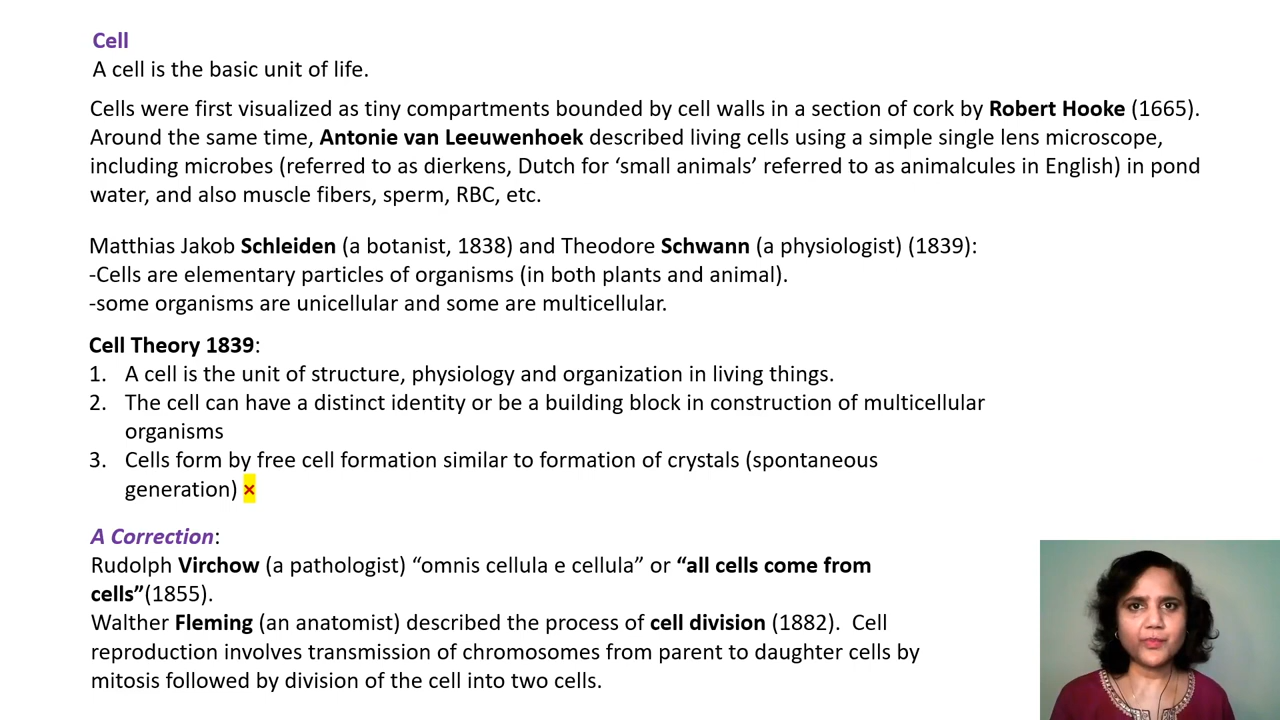 Cell
A cell is the basic unit of life.
Cells were first visualized as tiny compartments bounded by cell walls in a section of cork by Robert Hooke (1665).
Around the same time, Antonie van Leeuwenhoek described living cells using a simple single lens microscope,
including microbes (referred to as dierkens, Dutch for ‘small animals’ referred to as animalcules in English) in pond
water, and also muscle fibers, sperm, RBC, etc.
Matthias Jakob Schleiden (a botanist, 1838) and Theodore Schwann (a physiologist) (1839):
-Cells are elementary particles of organisms (in both plants and animal).
-some organisms are unicellular and some are multicellular.
Cell Theory 1839:
1. A cell is the unit of structure, physiology and organization in living things.
2. The cell can have a distinct identity or be a building block in construction of multicellular
organisms
3. Cells form by free cell formation similar to formation of crystals (spontaneous
generation) ×
A Correction:
Rudolph Virchow (a pathologist) “omnis cellula e cellula” or “all cells come from
cells”(1855).
Walther Fleming (an anatomist) described the process of cell division (1882). Cell
reproduction involves transmission of chromosomes from parent to daughter cells by
mitosis followed by division of the cell into two cells.